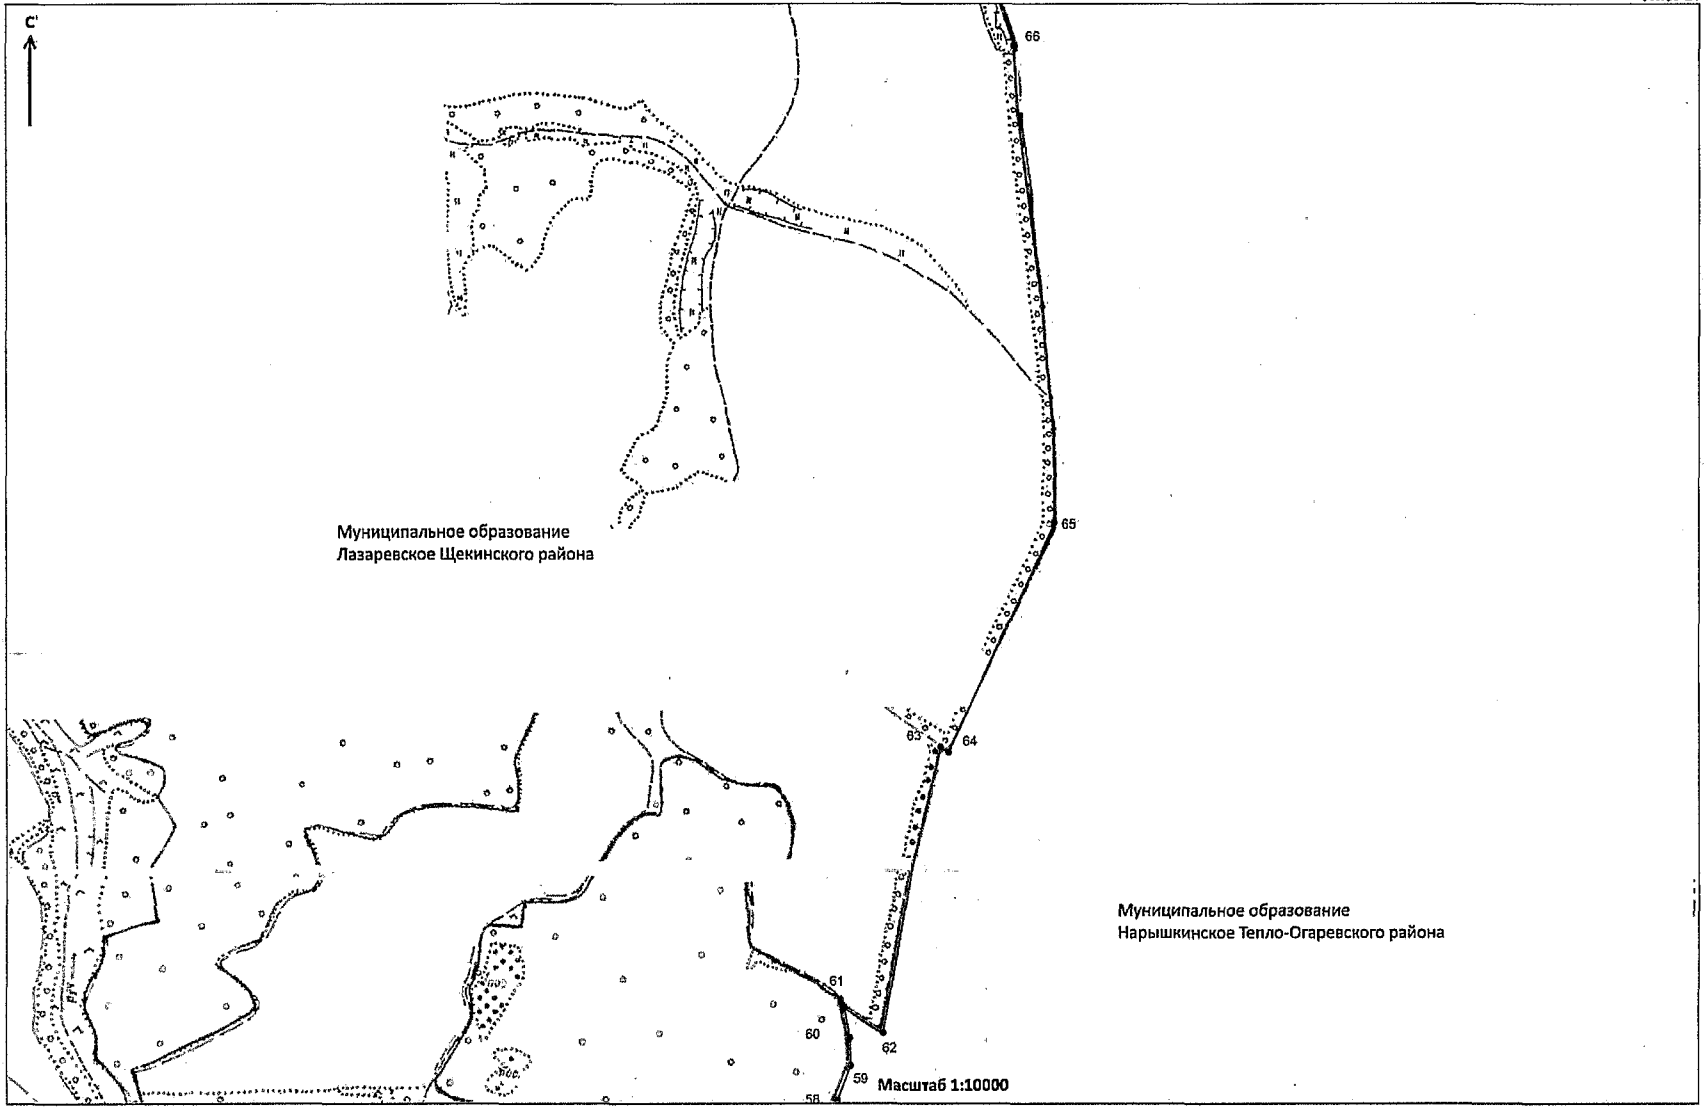 С
66
65
Муниципальное образование
Лазаревское Щекинского района
63
64
Муниципальное образование
Нарышкинское Тепло-Огаревского района
61
60
62
59
58
Масштаб 1:10000